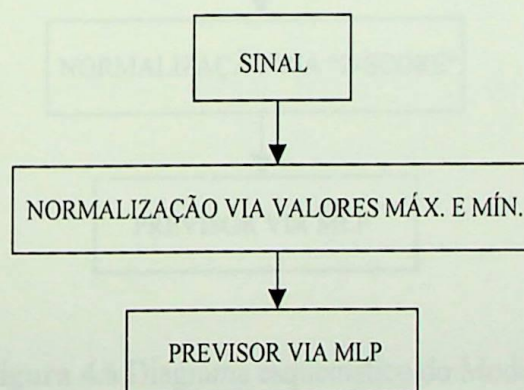 SINAL
NORMALIZAÇÃO VIA VALORES MÁX. E MÍN.
PREVISOR VIA MLP